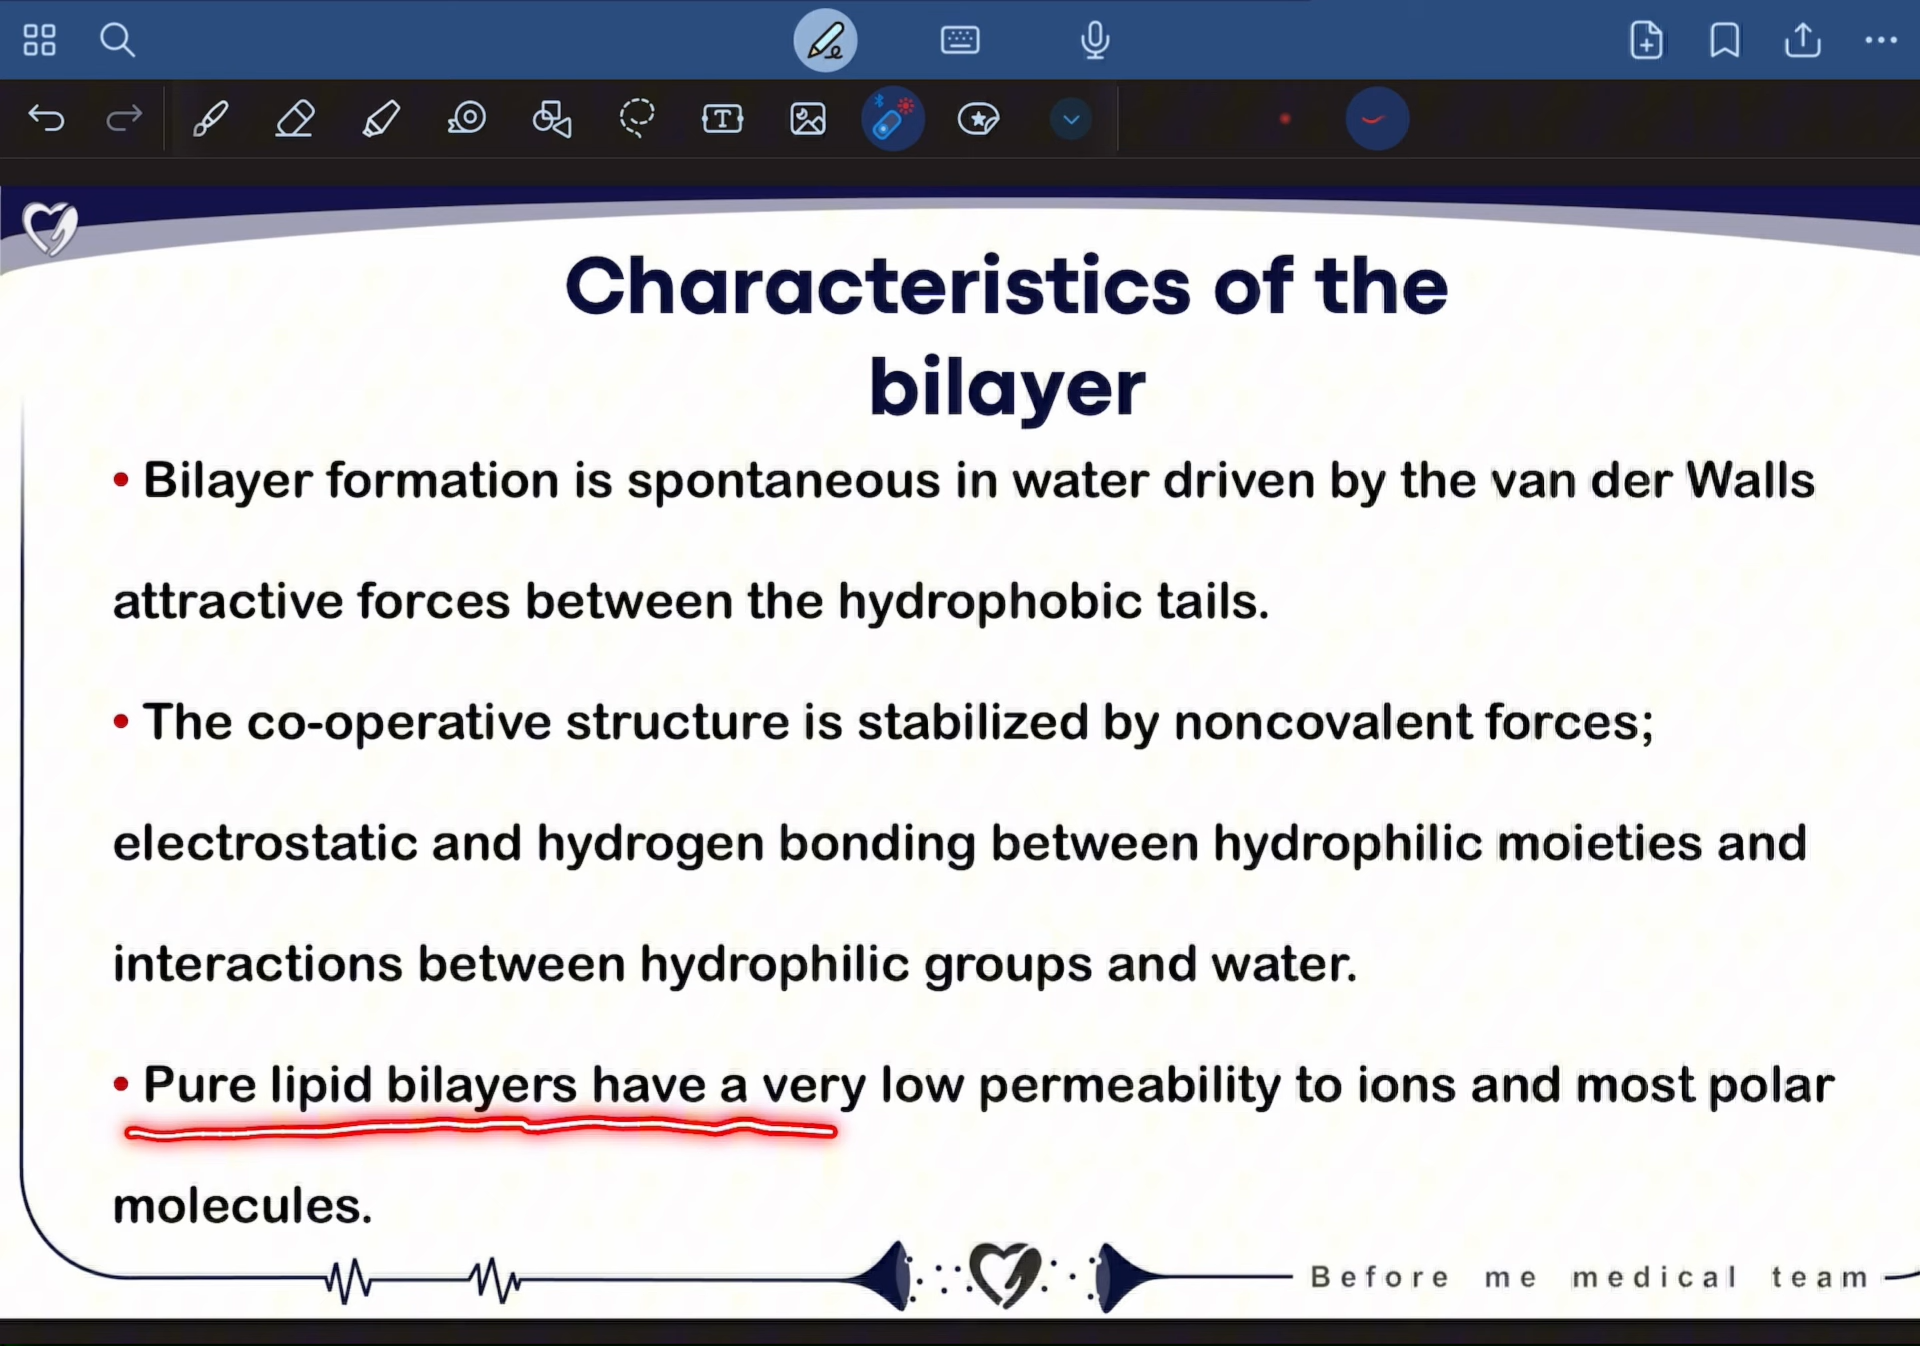 Characteristics of the
bilayer
• Bilayer formation is spontaneous in water driven by the van der Walls
attractive forces between the hydrophobic tails.
• The co-operative structure is stabilized by noncovalent forces;
electrostatic and hydrogen bonding between hydrophilic moieties and
interactions between hydrophilic groups and water.
• Pure lipid bilayers have a very low permeability to ions and most polar
molecules.
Before me medical team